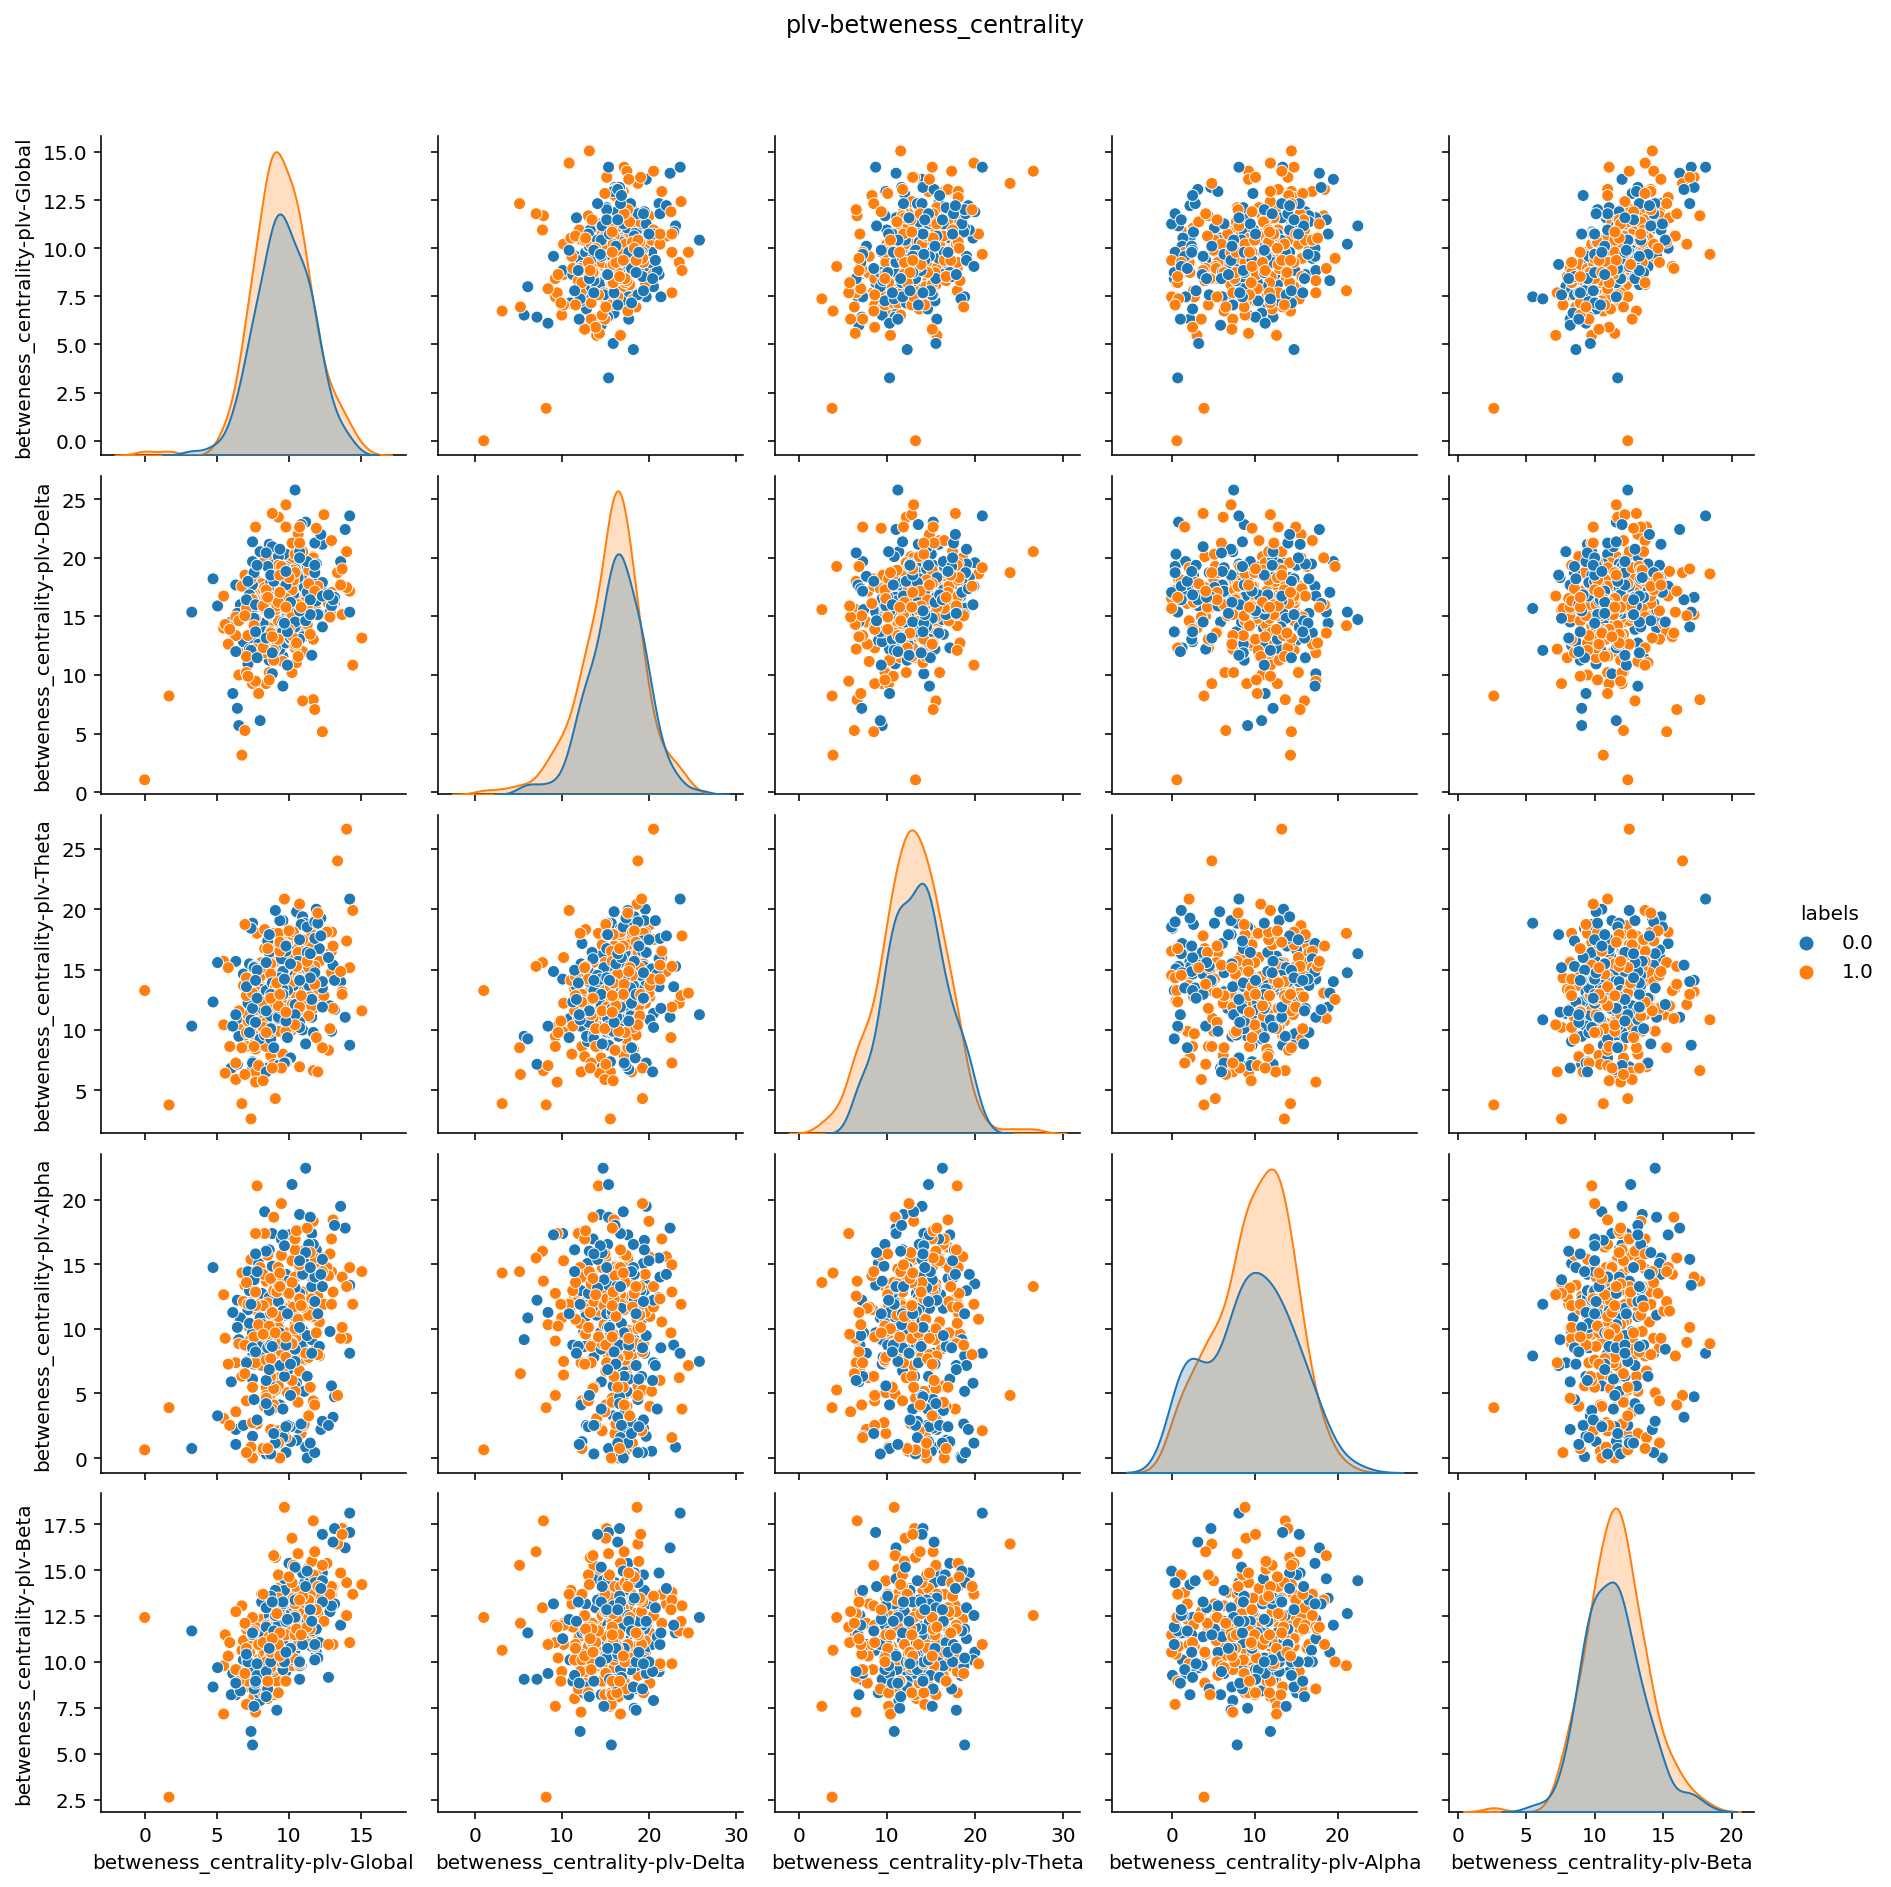 plv-betweness_centrality
betweness_centrality-plv-Global
15.0
12.5
10.0
7.5
5.0
2.5
0.0
betweness_centrality-plv-Delta
25
20
15
10
5
0
betweness_centrality-plv-Theta
25
20
15
10
5
labels
0.0
1.0
betweness_centrality-plv-Alpha
20
15
10
5
0
betweness_centrality-plv-Beta
17.5
15.0
12.5
10.0
7.5
5.0
2.5
0 5 10 15
0 10 20 30
0 10 20 30
0 10 20
0 5 10 15 20
betweness_centrality-plv-Global
betweness_centrality-plv-Delta
betweness_centrality-plv-Theta
betweness_centrality-plv-Alpha
betweness_centrality-plv-Beta